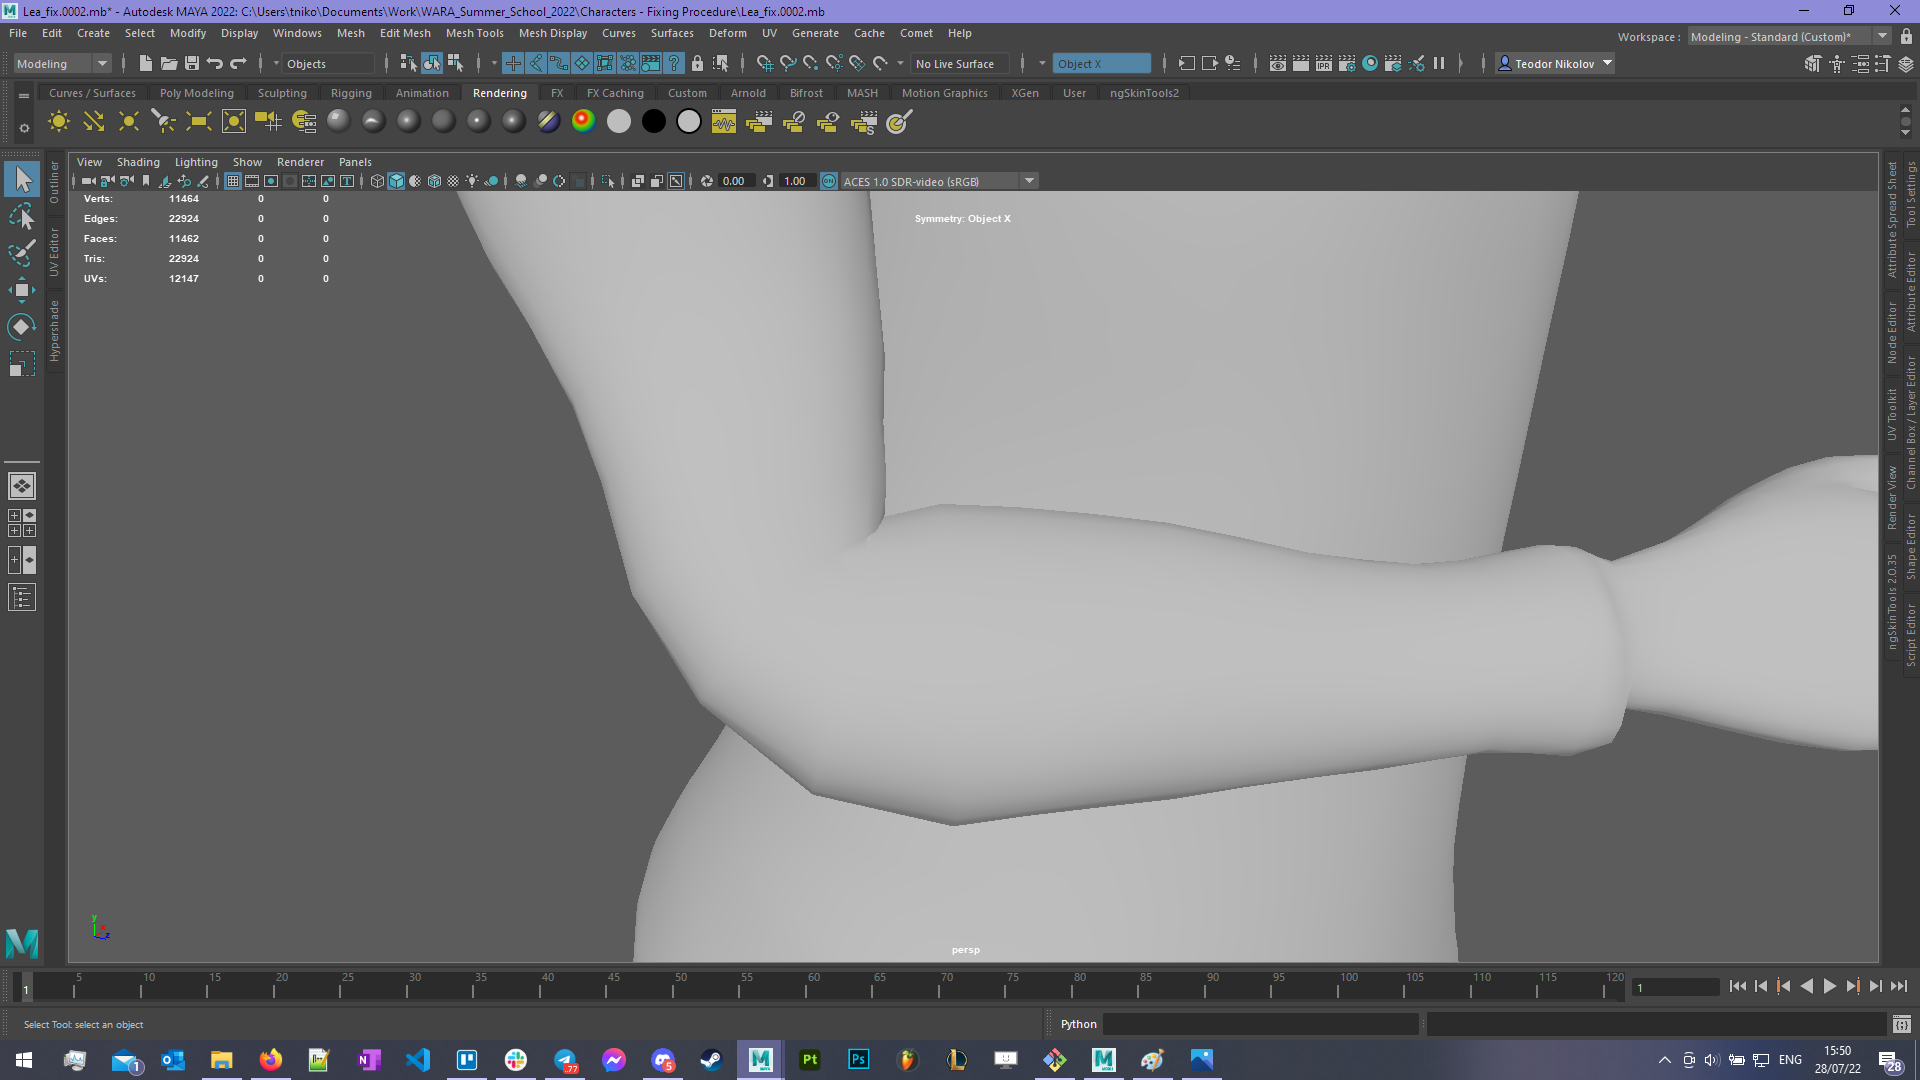 Lea_fix.0002.mb* - Autodesk MAYA 2022: C:\Users\tniko\Documents\Work\WARA_Summer_School_2022\Characters - Fixing Procedure\Lea_fix.0002.mb
File Edit Create Select Modify Display Windows Mesh Edit Mesh Mesh Tools Mesh Display Curves Surfaces Deform UV Generate Cache Comet Help
Workspace : Modeling - Standard (Custom)*
Modeling Objects No Live Surface Object X Teodor Nikolov
Curves / Surfaces Poly Modeling Sculpting Rigging Animation Rendering FX FX Caching Custom Arnold Bifrost MASH Motion Graphics XGen User ngSkinTools2
View Shading Lighting Show Renderer Panels
0.00 1.00 ON ACES 1.0 SDR-video (sRGB)
Verts: 11464 0 0
Edges: 22924 0 0
Faces: 11462 0 0
Tris: 22924 0 0
UVs: 12147 0 0
Symmetry: Object X
Outliner
UV Editor
Hypershade
Attribute Spread Sheet
Node Editor
UV Toolkit
Render View
ngSkinTools 2.0.35
Tool Settings
Attribute Editor
Channel Box / Layer Editor
Shape Editor
Script Editor
y
x
z
persp
1 5 10 15 20 25 30 35 40 45 50 55 60 65 70 75 80 85 90 95 100 105 110 115 120 1
Select Tool: select an object
Python
1 77 5 Pt Ps ENG 15:50
28/07/22 28